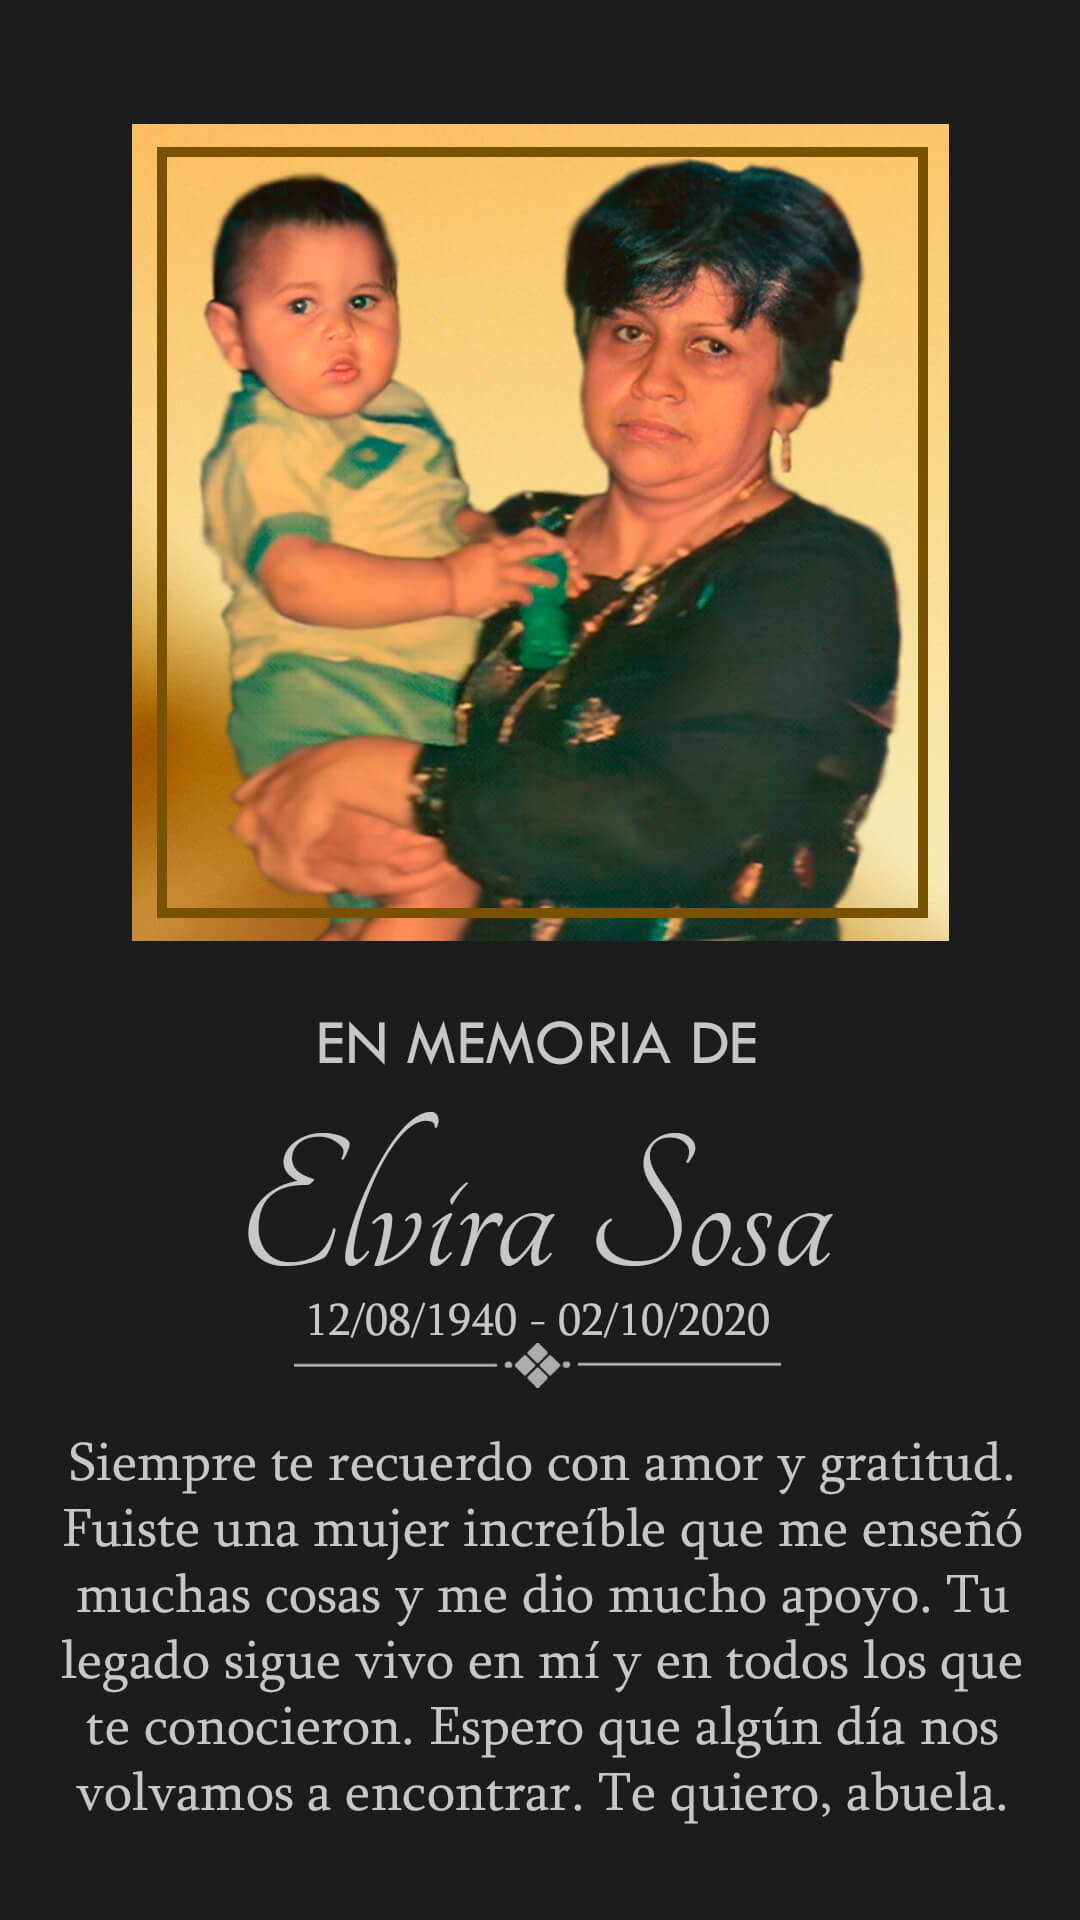 EN MEMORIA DE
Elvira Sosa
12/08/1940 - 02/10/2020
Siempre te recuerdo con amor y gratitud.
Fuiste una mujer increíble que me enseñó
muchas cosas y me dio mucho apoyo. Tu
legado sigue vivo en mí y en todos los que
te conocieron. Espero que algún día nos
volvamos a encontrar. Te quiero, abuela.